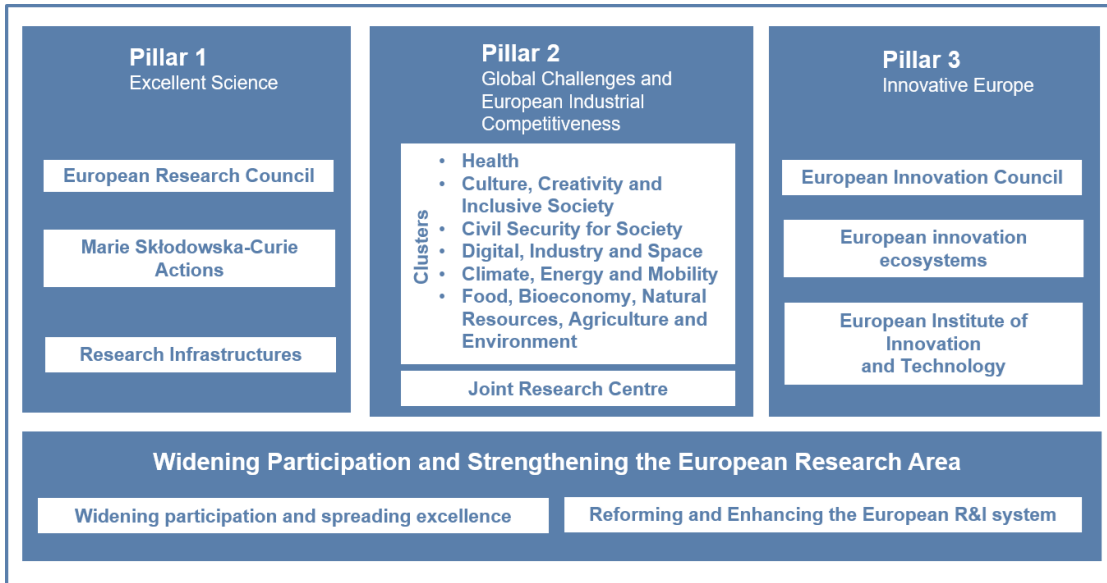 Pillar 1
Excellent Science
European Research Council
Marie Skłodowska-Curie
Actions
Research Infrastructures
Pillar 2
Global Challenges and
European Industrial
Competitiveness
Clusters
• Health
• Culture, Creativity and
Inclusive Society
• Civil Security for Society
• Digital, Industry and Space
• Climate, Energy and Mobility
• Food, Bioeconomy, Natural
Resources, Agriculture and
Environment
Joint Research Centre
Pillar 3
Innovative Europe
European Innovation Council
European innovation
ecosystems
European Institute of
Innovation
and Technology
Widening Participation and Strengthening the European Research Area
Widening participation and spreading excellence
Reforming and Enhancing the European R&I system